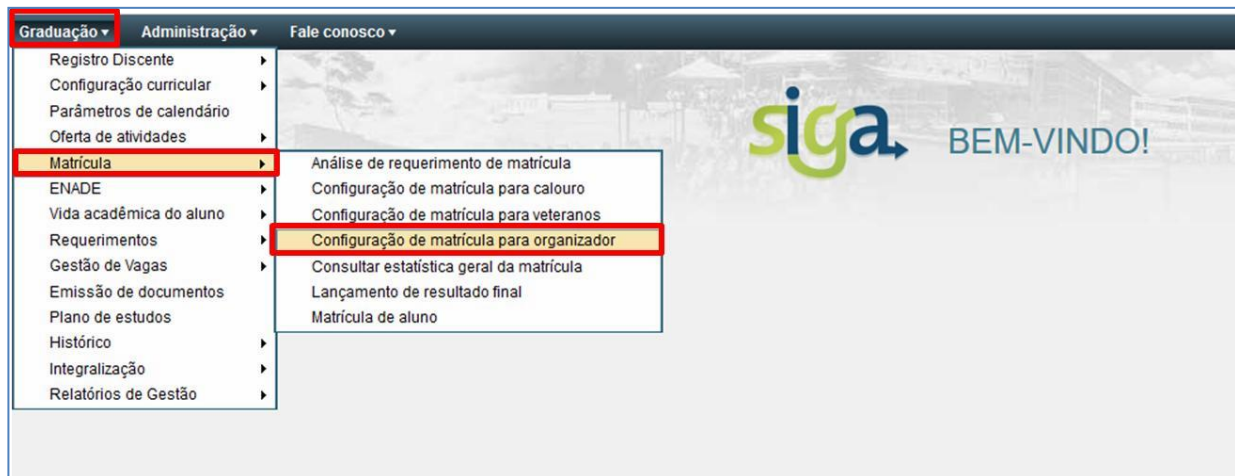 Graduação Administração Fale conosco
Registro Discente
Configuração curricular
Parâmetros de calendário
Oferta de atividades
Matrícula
ENADE
Vida acadêmica do aluno
Requerimentos
Gestão de Vagas
Emissão de documentos
Plano de estudos
Histórico
Integralização
Relatórios de Gestão
Análise de requerimento de matrícula
Configuração de matrícula para calouro
Configuração de matrícula para veteranos
Configuração de matrícula para organizador
Consultar estatística geral da matrícula
Lançamento de resultado final
Matrícula de aluno
siga BEM-VINDO!